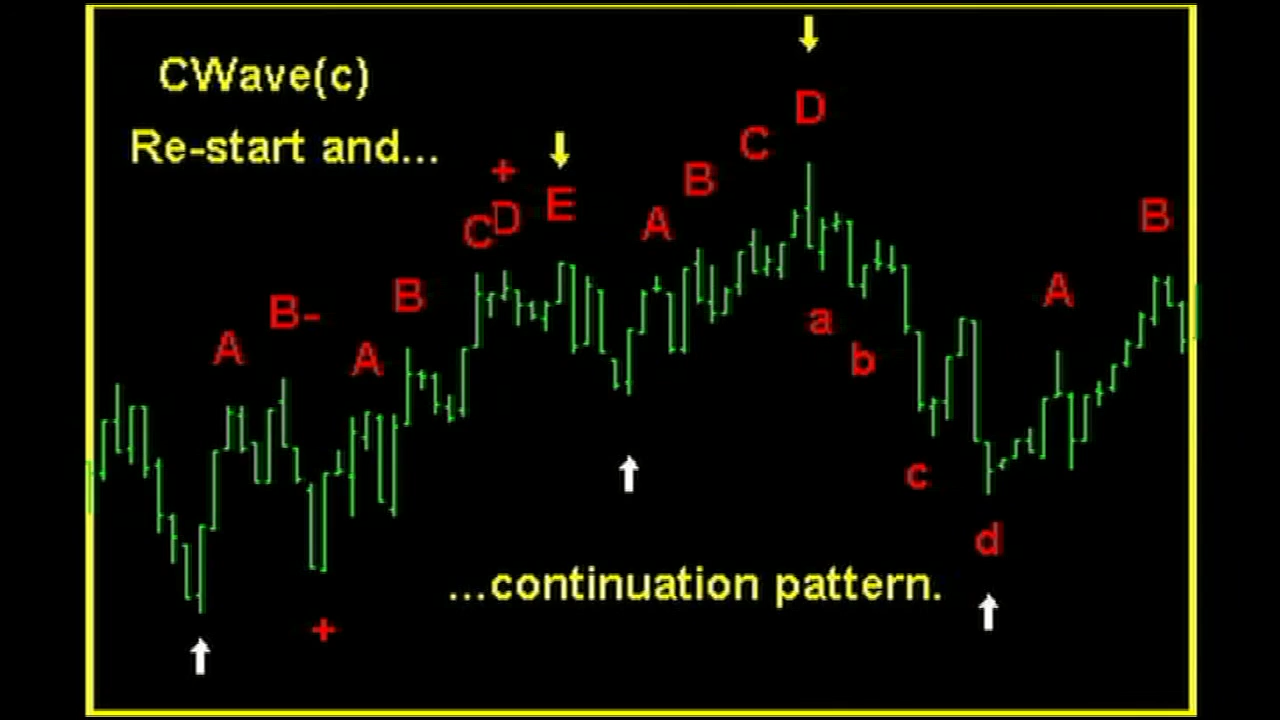 CWave(c)
Re-start and...
D
C
+
B
E
D
C
A
B
A
B
B-
A
A
a
b
c
d
...continuation pattern.
+